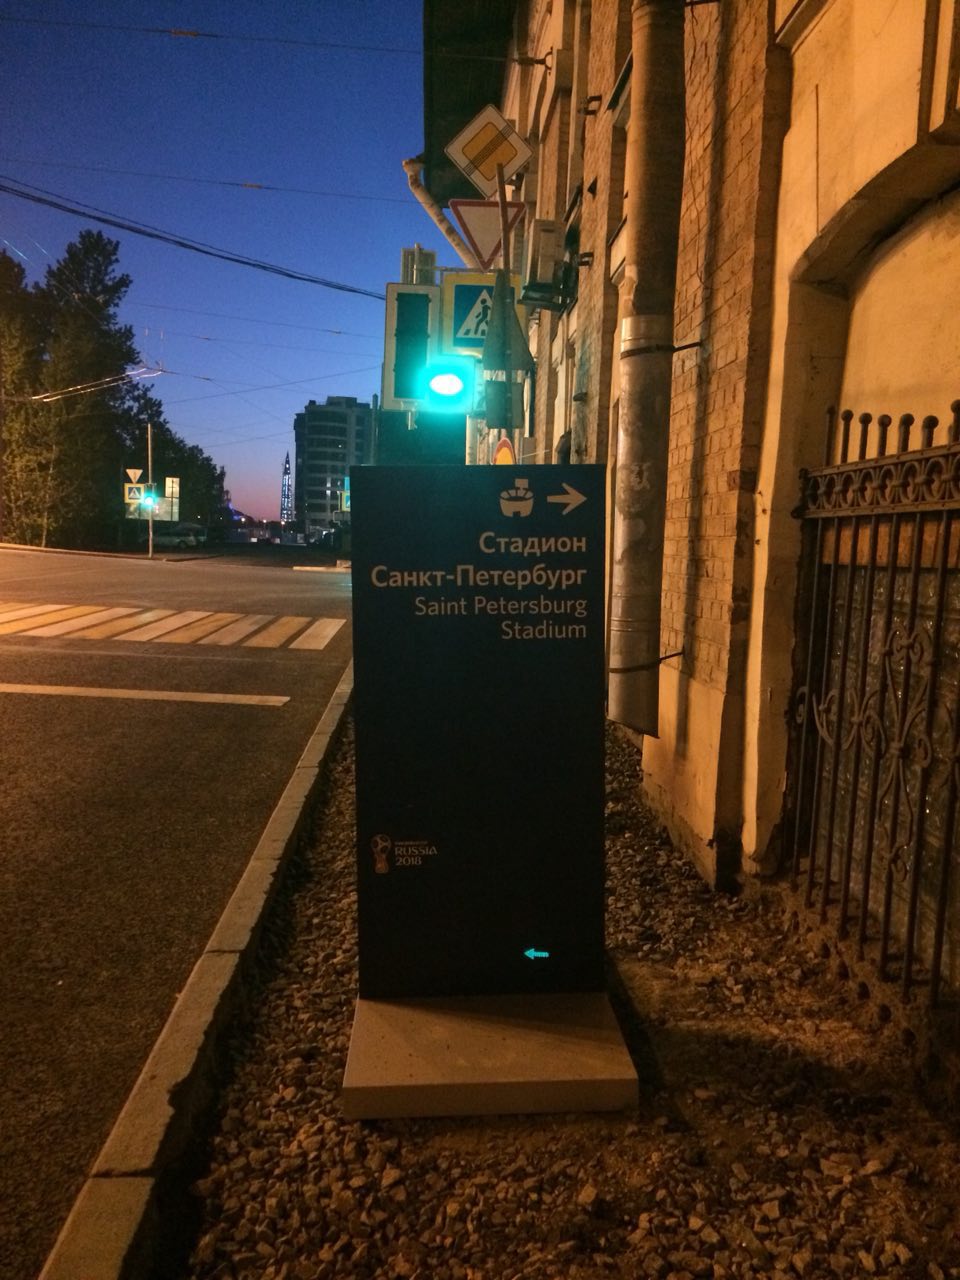 Стадион
Санкт-Петербург
Saint Petersburg
Stadium
RUSSIA
2018